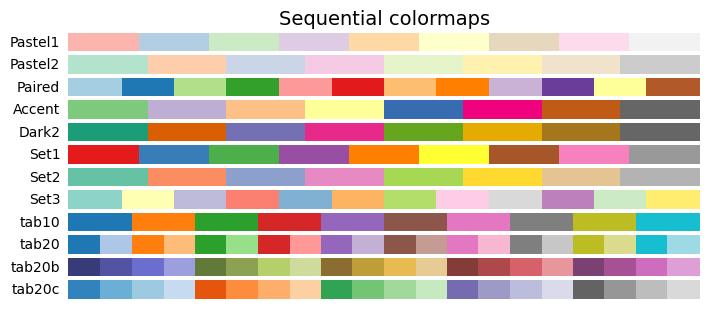 Sequential colormaps
Pastel1
Pastel2
Paired
Accent
Dark2
Set1
Set2
Set3
tab10
tab20
tab20b
tab20c